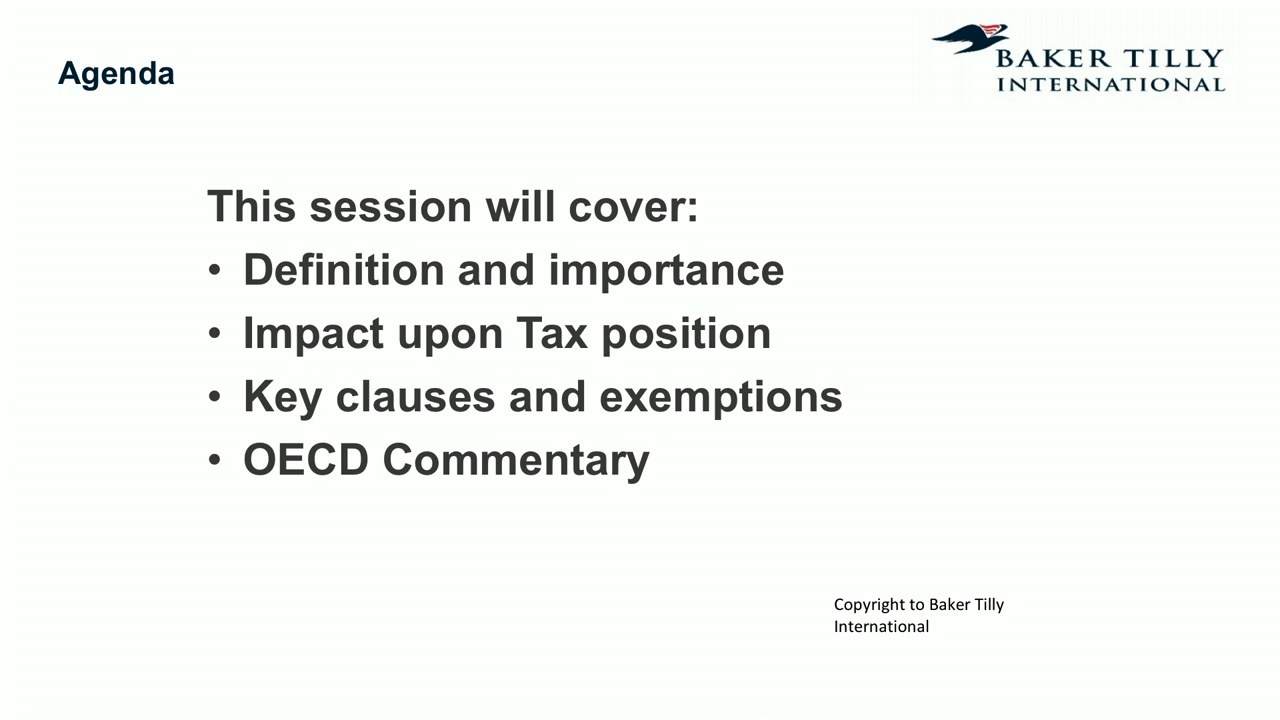 Agenda
BAKER TILLY
INTERNATIONAL
This session will cover:
• Definition and importance
• Impact upon Tax position
• Key clauses and exemptions
• OECD Commentary
Copyright to Baker Tilly
International